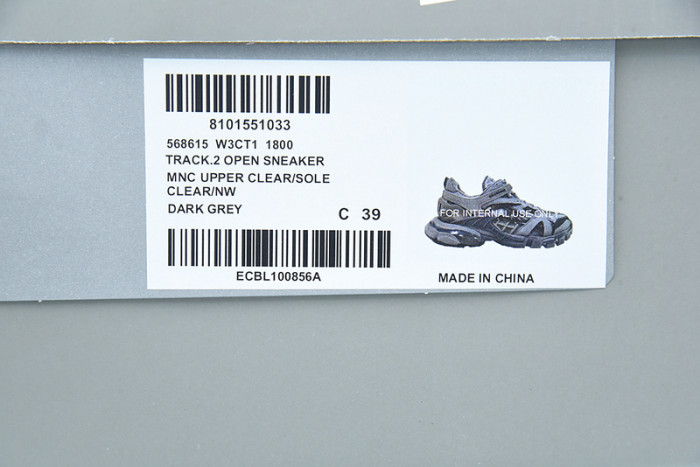 8101551033
568615 W3CT1 1800
TRACK.2 OPEN SNEAKER
MNC UPPER CLEAR/SOLE
CLEAR/NW
DARK GREY C 39
FOR INTERNAL USE ONLY
ECBL100856A
MADE IN CHINA